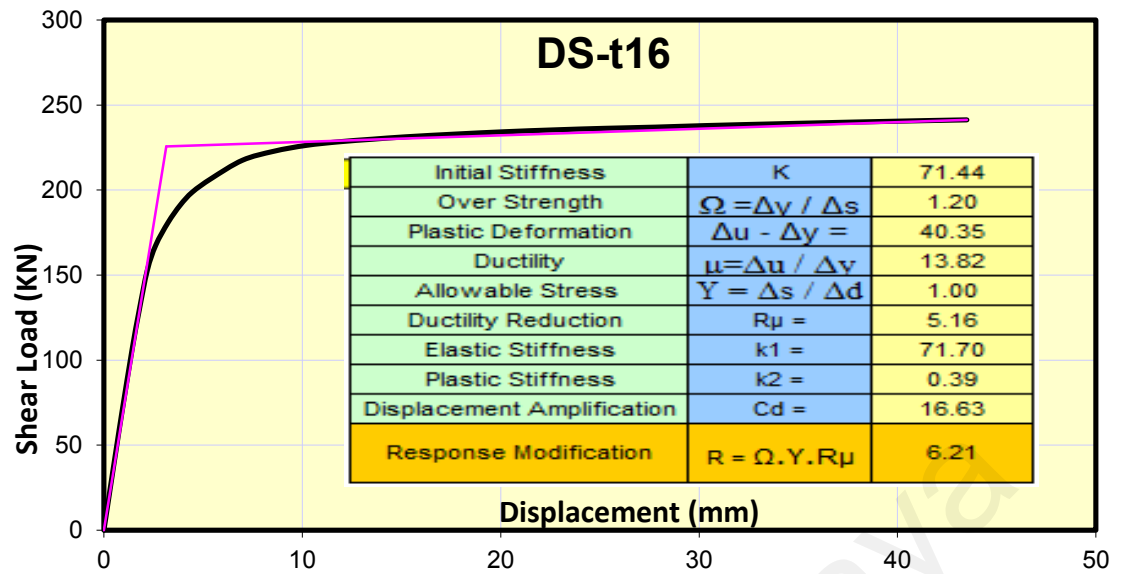 DS-t16
300
250
200
150
100
50
0
Shear Load (KN)
Initial Stiffness K 71.44
Over Strength Ω =Δy / Δs 1.20
Plastic Deformation Δu - Δy = 40.35
Ductility μ=Δu / Δy 13.82
Allowable Stress Y = Δs / Δd 1.00
Ductility Reduction Rμ = 5.16
Elastic Stiffness k1 = 71.70
Plastic Stiffness k2 = 0.39
Displacement Amplification Cd = 16.63
Response Modification R = Ω.Y.Rμ 6.21
Displacement (mm)
0 10 20 30 40 50